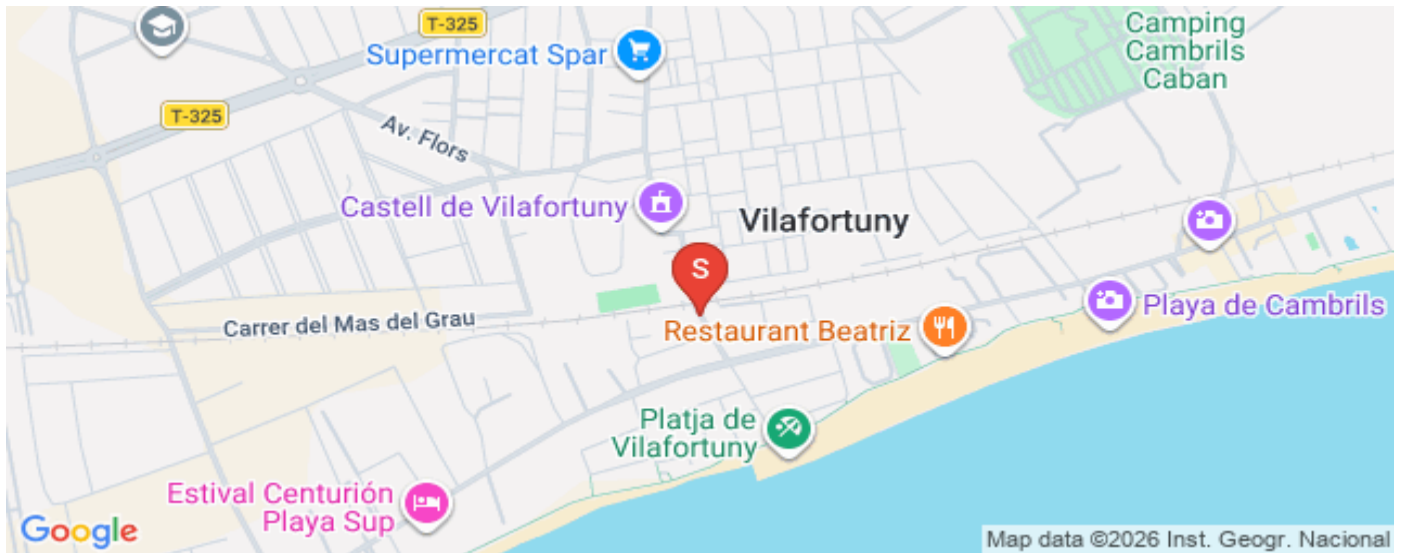 T-325
Supermercat Spar
Camping
Cambrils
Caban
T-325
Av. Flors
Castell de Vilafortuny
Vilafortuny
S
Carrer del Mas del Grau
Playa de Cambrils
Restaurant Beatriz
Platja de
Vilafortuny
Estival Centurión
Playa Sup
Google
Map data ©2026 Inst. Geogr. Nacional